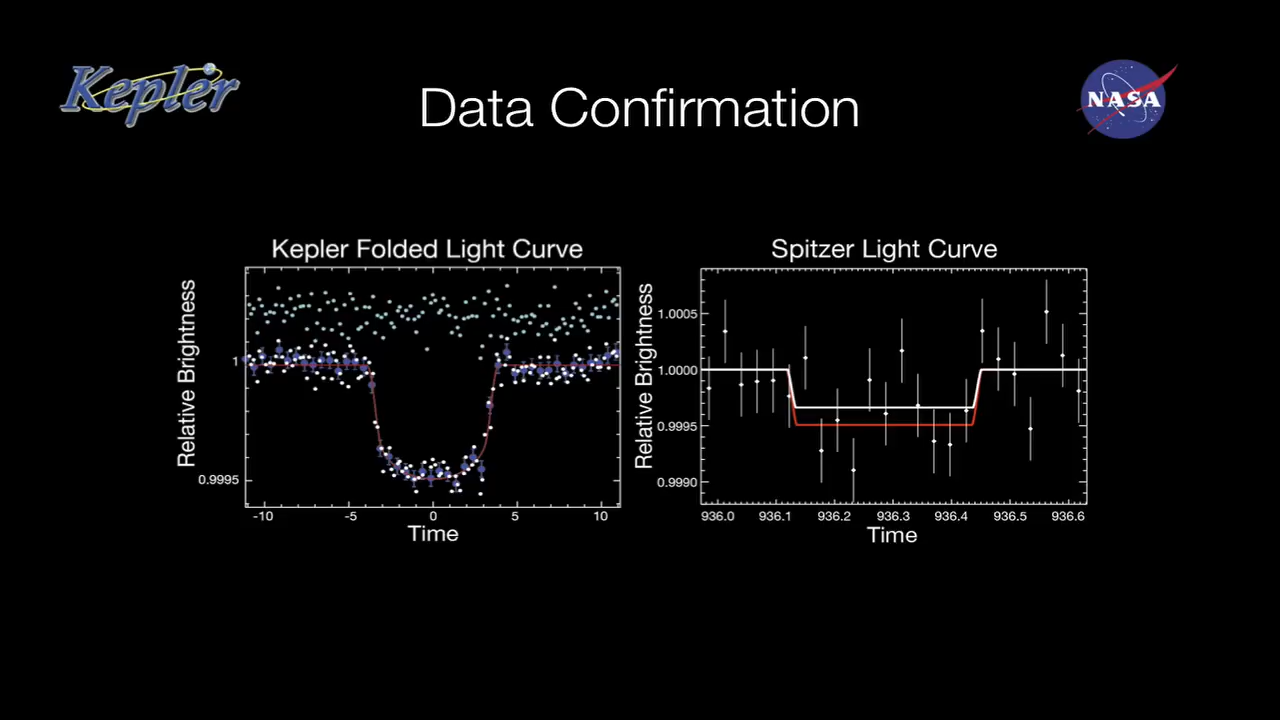 Kepler
Data Confirmation
NASA
Kepler Folded Light Curve
Relative Brightness
1
0.9995
-10 -5 0 5 10
Time
Spitzer Light Curve
Relative Brightness
1.0005
1.0000
0.9995
0.9990
936.0 936.1 936.2 936.3 936.4 936.5 936.6
Time